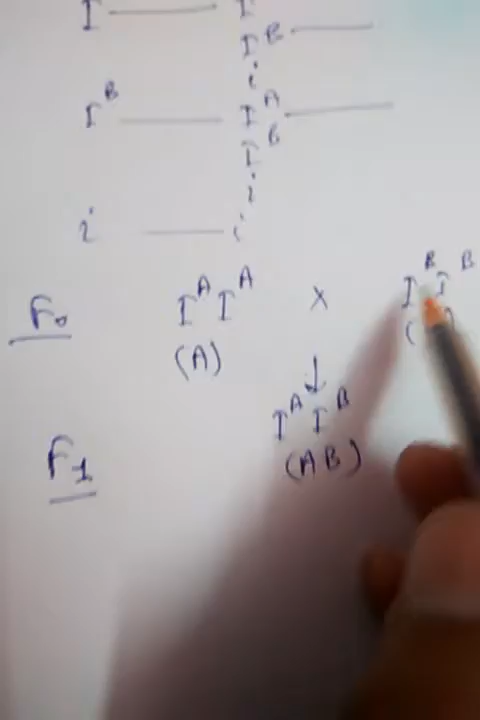 I I
I^B
i
I^B I^A
I^B
i
i i
F₀ I^A I^A x I^B I^B
(A) (
I^A I^B
F₁ (AB)